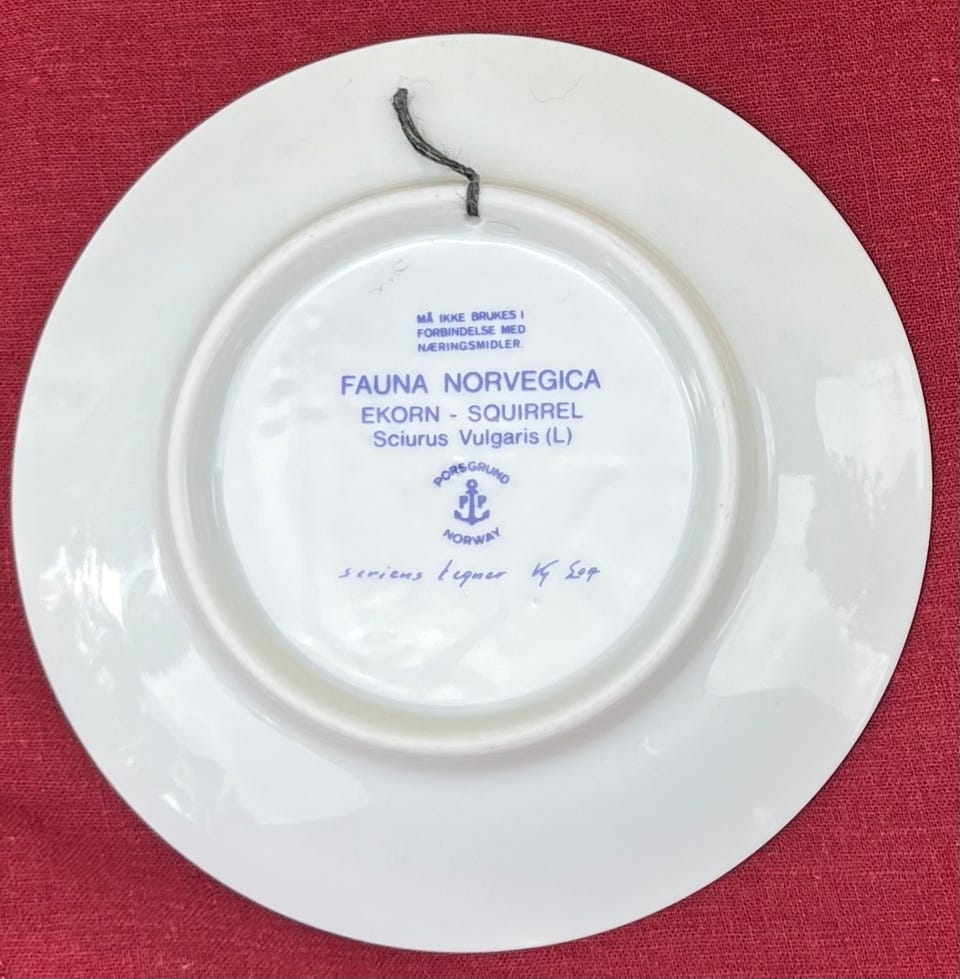 MÅ IKKE BRUKES I
FORBINDELSE MED
NÆRINGSMIDLER.
FAUNA NORVEGICA
EKORN - SQUIRREL
Sciurus Vulgaris (L)
PORSGRUND
P P
NORWAY
seriens tegner